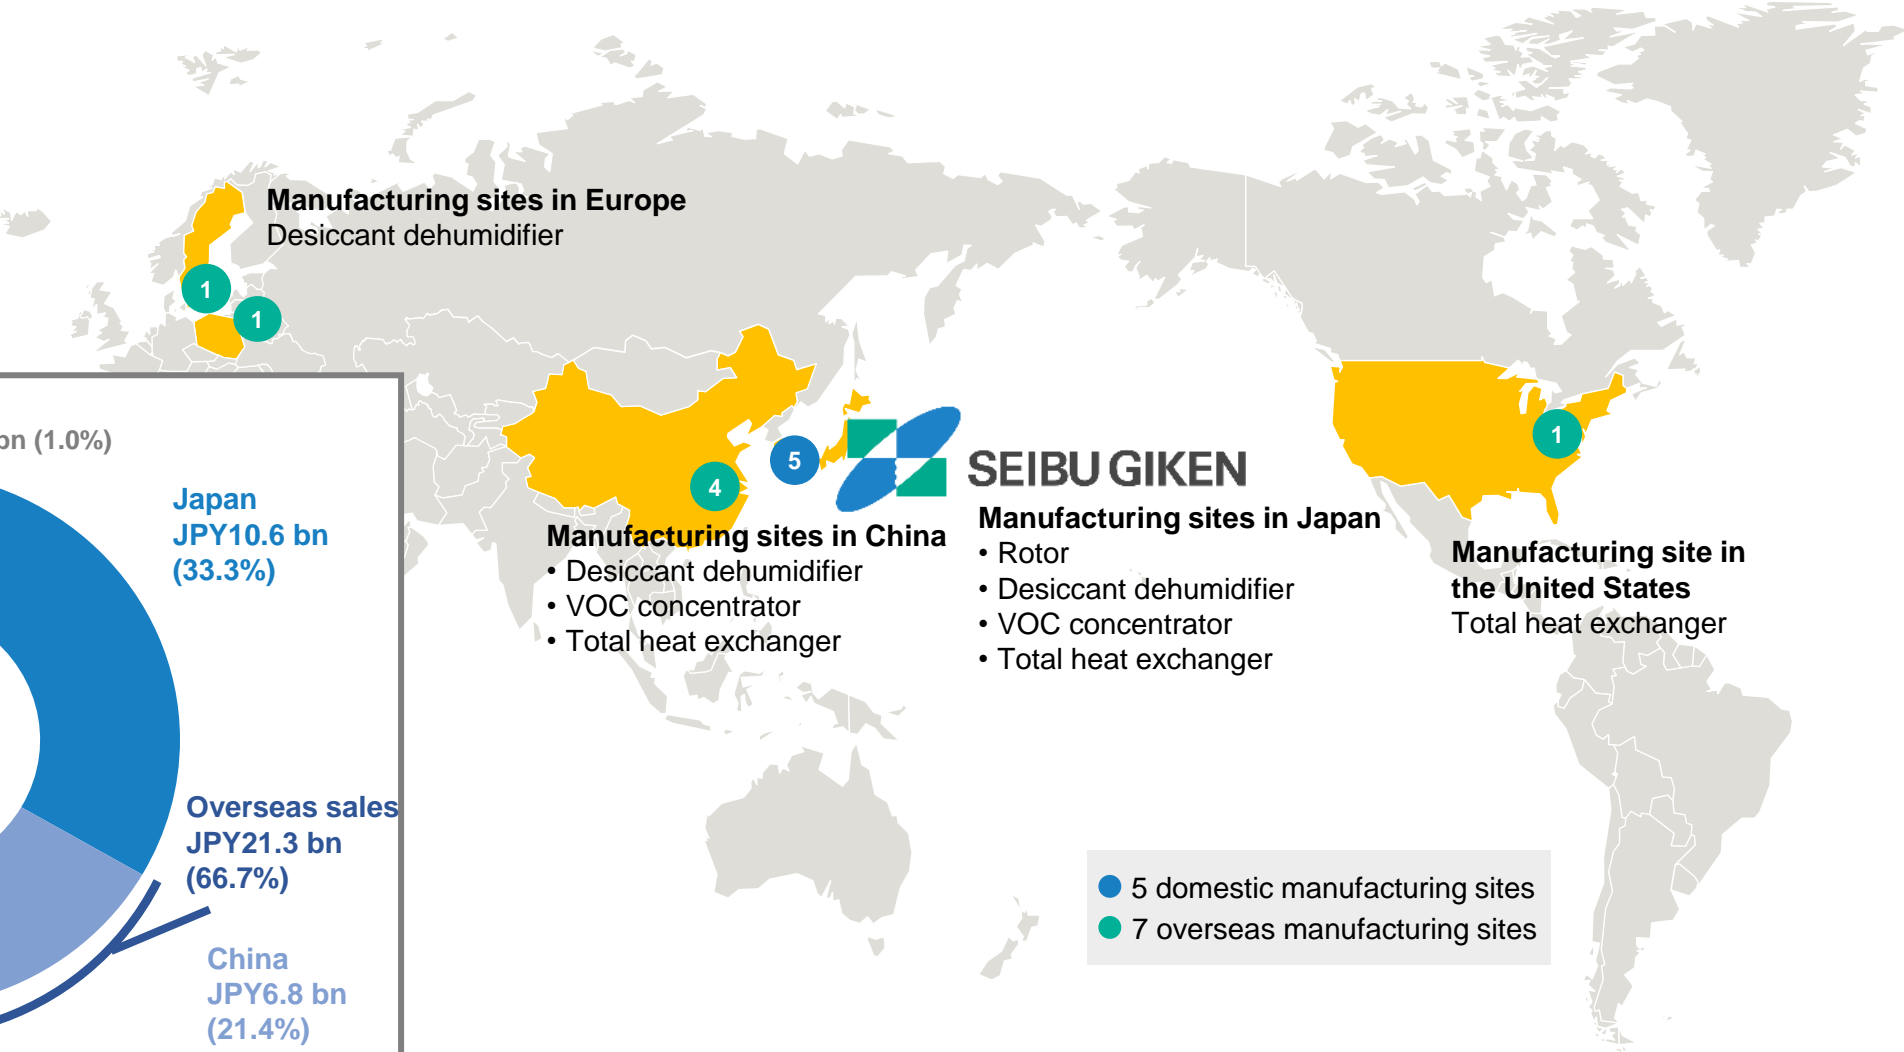 Manufacturing sites in Europe
Desiccant dehumidifier
1
1
5
4
1
SEIBU GIKEN
Manufacturing sites in China
• Desiccant dehumidifier
• VOC concentrator
• Total heat exchanger
Manufacturing sites in Japan
• Rotor
• Desiccant dehumidifier
• VOC concentrator
• Total heat exchanger
Manufacturing site in
the United States
Total heat exchanger
bn (1.0%)
Japan
JPY10.6 bn
(33.3%)
Overseas sales
JPY21.3 bn
(66.7%)
China
JPY6.8 bn
(21.4%)
5 domestic manufacturing sites
7 overseas manufacturing sites